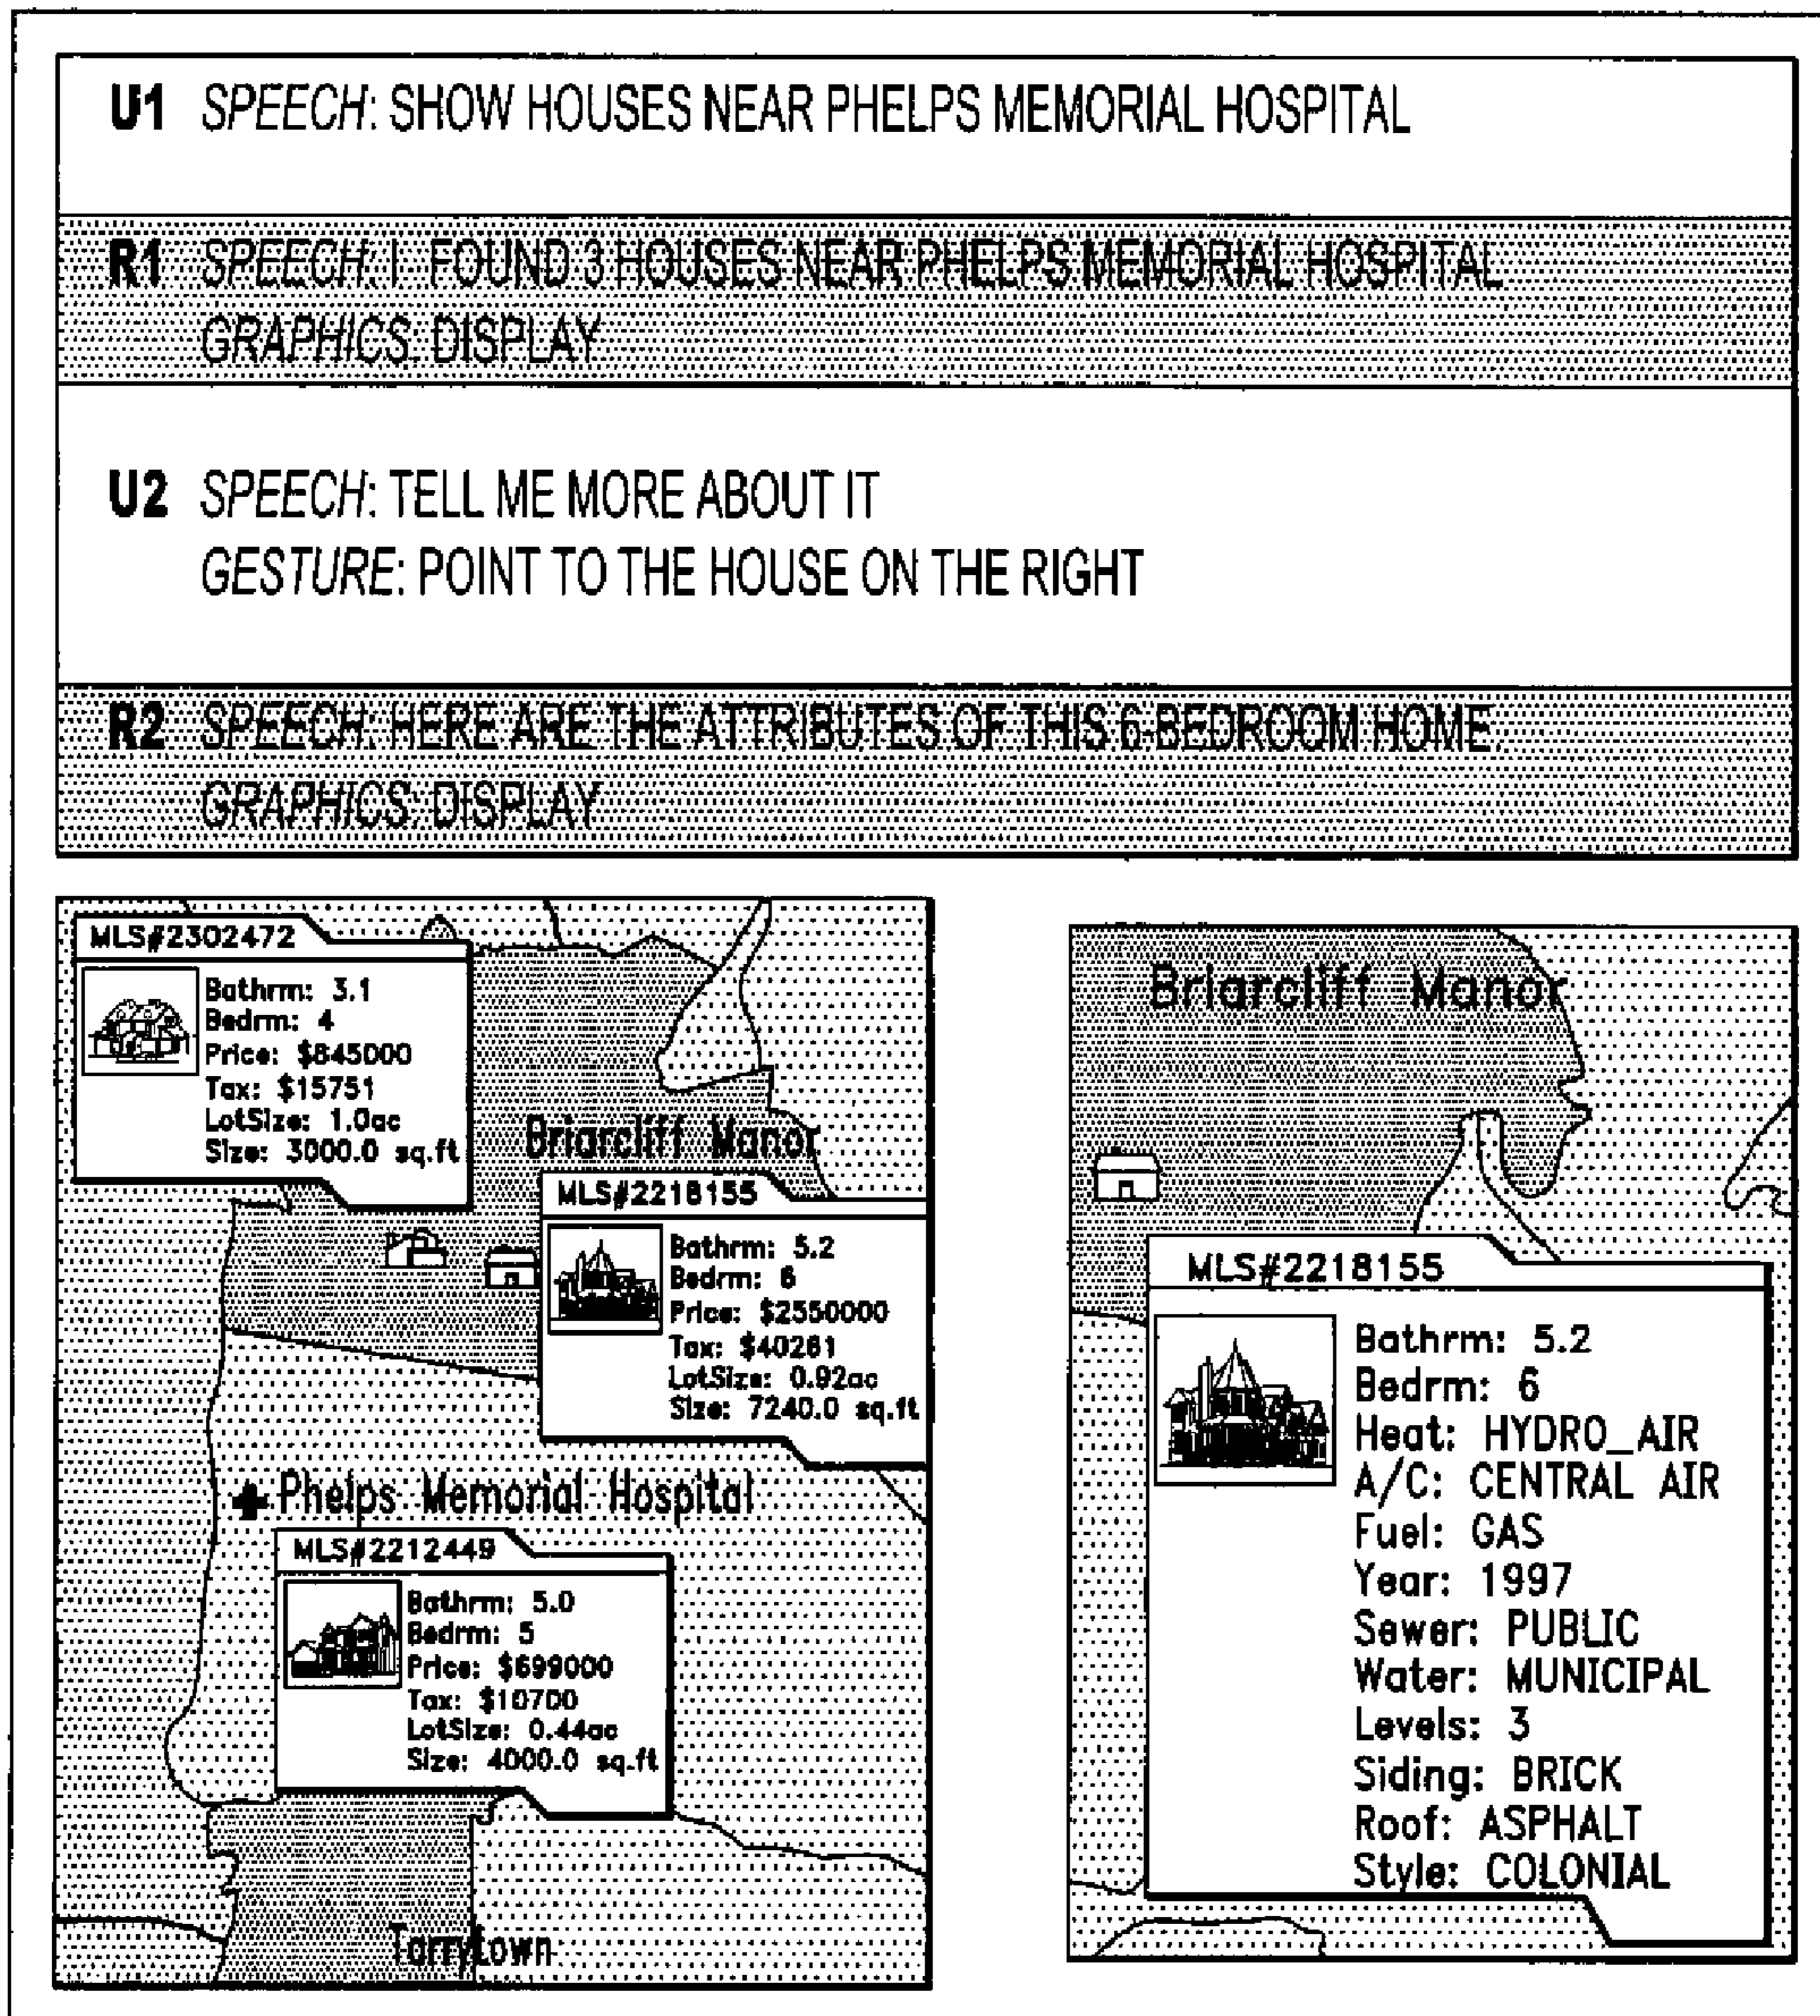 U1 SPEECH: SHOW HOUSES NEAR PHELPS MEMORIAL HOSPITAL
R1 SPEECH: I FOUND 3 HOUSES NEAR PHELPS MEMORIAL HOSPITAL
GRAPHICS: DISPLAY
U2 SPEECH: TELL ME MORE ABOUT IT
GESTURE: POINT TO THE HOUSE ON THE RIGHT
R2 SPEECH: HERE ARE THE ATTRIBUTES OF THIS 6-BEDROOM HOME.
GRAPHICS: DISPLAY
MLS#2302472
Bathrm: 3.1
Bedrm: 4
Price: $845000
Tax: $15751
LotSize: 1.0ac
Size: 3000.0 sq.ft
Briarcliff Manor
MLS#2218155
Bathrm: 5.2
Bedrm: 6
Price: $2550000
Tax: $40261
LotSize: 0.92ac
Size: 7240.0 sq.ft
Phelps Memorial Hospital
MLS#2212449
Bathrm: 5.0
Bedrm: 5
Price: $699000
Tax: $10700
LotSize: 0.44ac
Size: 4000.0 sq.ft
Tarrytown
Briarcliff Manor
MLS#2218155
Bathrm: 5.2
Bedrm: 6
Heat: HYDRO_AIR
A/C: CENTRAL AIR
Fuel: GAS
Year: 1997
Sewer: PUBLIC
Water: MUNICIPAL
Levels: 3
Siding: BRICK
Roof: ASPHALT
Style: COLONIAL